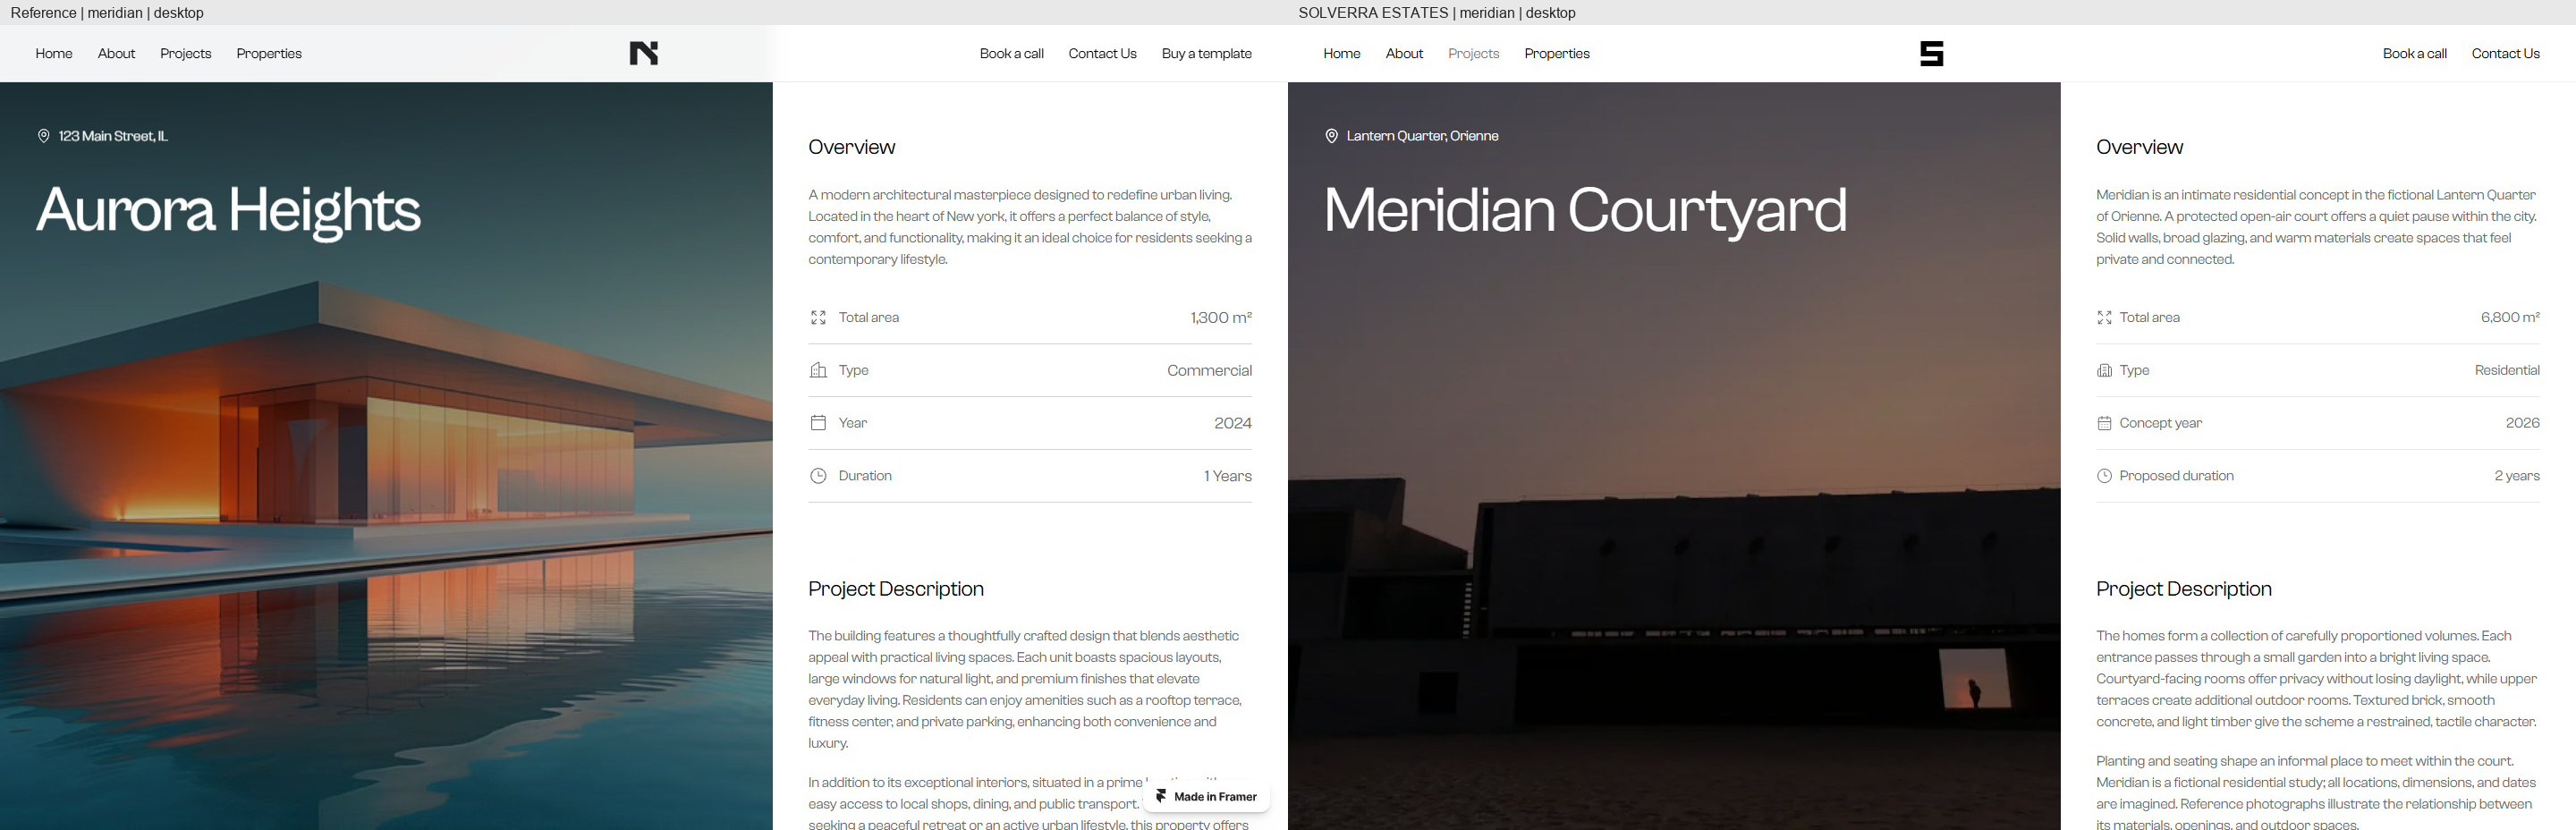 Reference | meridian | desktop
Home About Projects Properties
Book a call Contact Us Buy a template
123 Main Street, IL
Aurora Heights
Overview
A modern architectural masterpiece designed to redefine urban living.
Located in the heart of New york, it offers a perfect balance of style,
comfort, and functionality, making it an ideal choice for residents seeking a
contemporary lifestyle.
Total area 1,300 m²
Type Commercial
Year 2024
Duration 1 Years
Project Description
The building features a thoughtfully crafted design that blends aesthetic
appeal with practical living spaces. Each unit boasts spacious layouts,
large windows for natural light, and premium finishes that elevate
everyday living. Residents can enjoy amenities such as a rooftop terrace,
fitness center, and private parking, enhancing both convenience and
luxury.
In addition to its exceptional interiors, situated in a prime
easy access to local shops, dining, and public transport.
seeking a peaceful retreat or an active urban lifestyle, this property offers
Made in Framer
SOLVERRA ESTATES | meridian | desktop
Home About Projects Properties
S
Book a call Contact Us
Lantern Quarter, Orienne
Meridian Courtyard
Overview
Meridian is an intimate residential concept in the fictional Lantern Quarter
of Orienne. A protected open-air court offers a quiet pause within the city.
Solid walls, broad glazing, and warm materials create spaces that feel
private and connected.
Total area 6,800 m²
Type Residential
Concept year 2026
Proposed duration 2 years
Project Description
The homes form a collection of carefully proportioned volumes. Each
entrance passes through a small garden into a bright living space.
Courtyard-facing rooms offer privacy without losing daylight, while upper
terraces create additional outdoor rooms. Textured brick, smooth
concrete, and light timber give the scheme a restrained, tactile character.
Planting and seating shape an informal place to meet within the court.
Meridian is a fictional residential study; all locations, dimensions, and dates
are imagined. Reference photographs illustrate the relationship between
its materials, openings, and outdoor spaces.